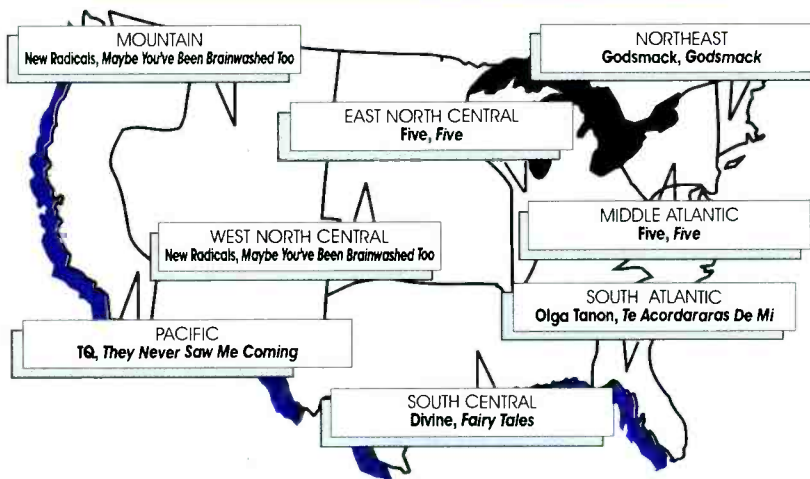 MOUNTAIN
New Radicals, Maybe You've Been Brainwashed Too
NORTHEAST
Godsmack, Godsmack
EAST NORTH CENTRAL
Five, Five
MIDDLE ATLANTIC
Five, Five
WEST NORTH CENTRAL
New Radicals, Maybe You've Been Brainwashed Too
SOUTH ATLANTIC
Olga Tanon, Te Acordararas De Mi
PACIFIC
TQ, They Never Saw Me Coming
SOUTH CENTRAL
Divine, Fairy Tales